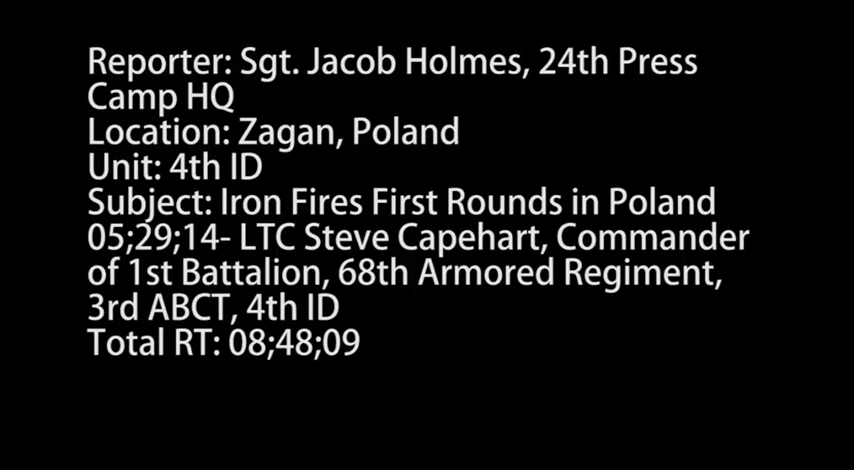 Reporter: Sgt. Jacob Holmes, 24th Press
Camp HQ
Location: Zagan, Poland
Unit: 4th ID
Subject: Iron Fires First Rounds in Poland
05;29;14- LTC Steve Capehart, Commander
of 1st Battalion, 68th Armored Regiment,
3rd ABCT, 4th ID
Total RT: 08;48;09